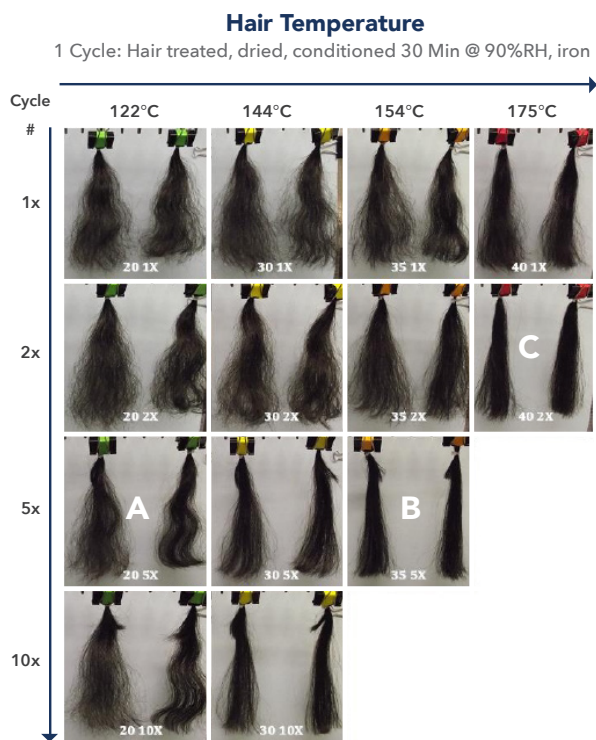 Hair Temperature
1 Cycle: Hair treated, dried, conditioned 30 Min @ 90%RH, iron
Cycle
#
122°C
144°C
154°C
175°C
1x
20 1X
30 1X
35 1X
40 1X
2x
C
20 2X
30 2X
35 2X
40 2X
5x
A
B
20 5X
30 5X
35 5X
10x
20 10X
30 10X